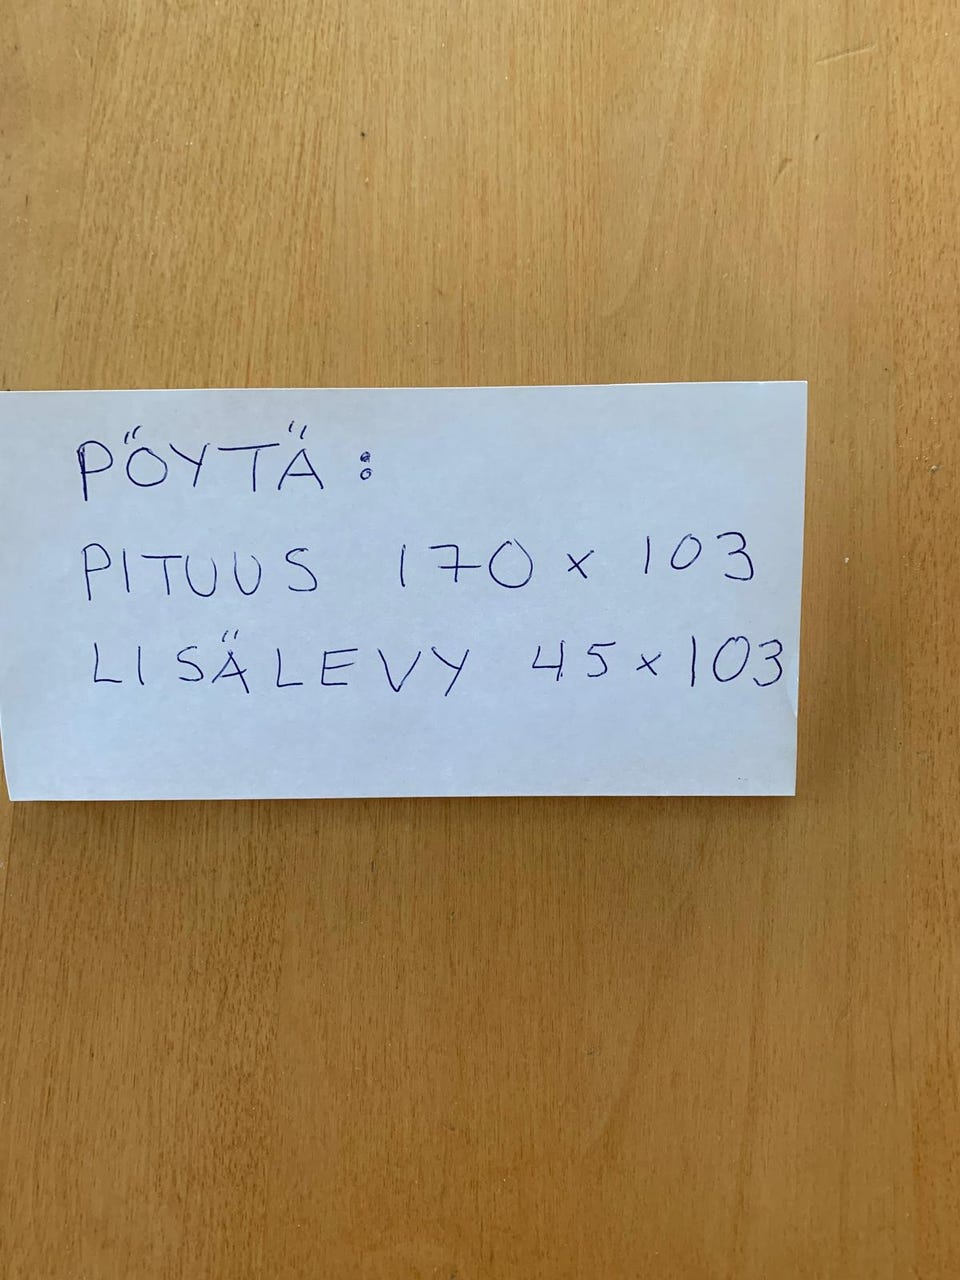 PÖYTÄ:
PITUUS 170 x 103
LISÄLEVY 45 x 103